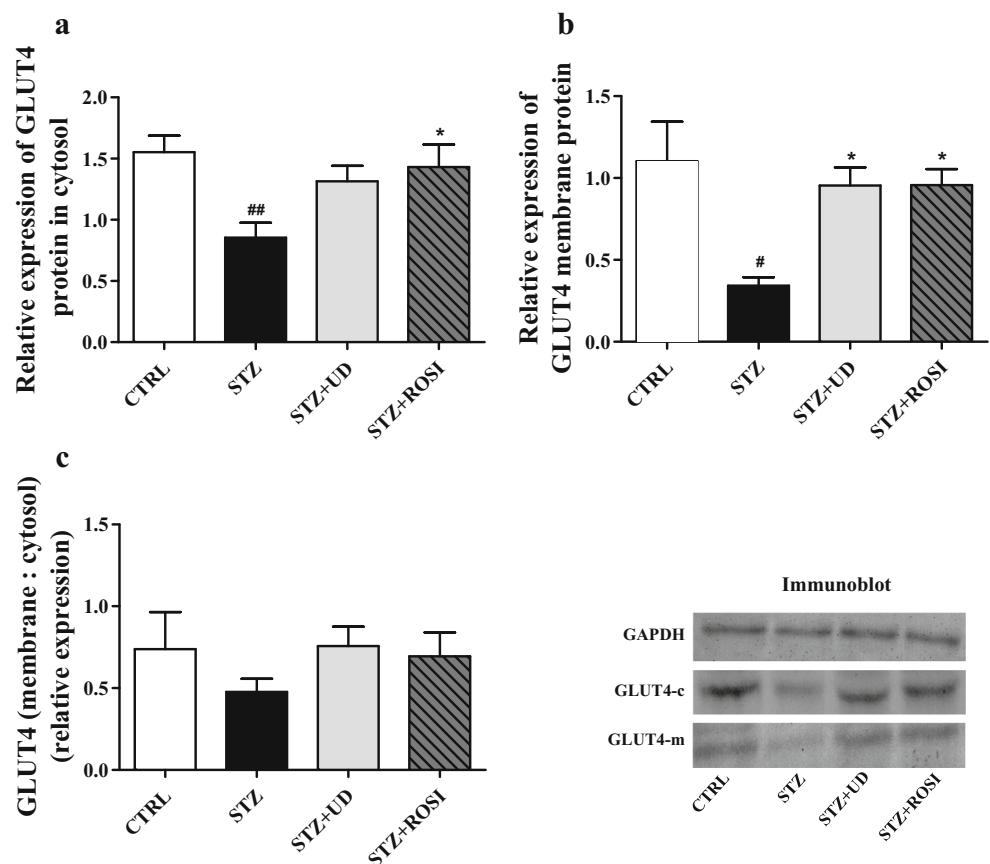 a
Relative expression of GLUT4
protein in cytosol
2.0
1.5
1.0
0.5
0.0
##
*
CTRL
STZ
STZ+UD
STZ+ROSI
b
Relative expression of
GLUT4 membrane protein
1.5
1.0
0.5
0.0
#
*
*
CTRL
STZ
STZ+UD
STZ+ROSI
c
GLUT4 (membrane : cytosol)
(relative expression)
1.5
1.0
0.5
0.0
CTRL
STZ
STZ+UD
STZ+ROSI
Immunoblot
GAPDH
GLUT4-c
GLUT4-m
CTRL
STZ
STZ+UD
STZ+ROSI